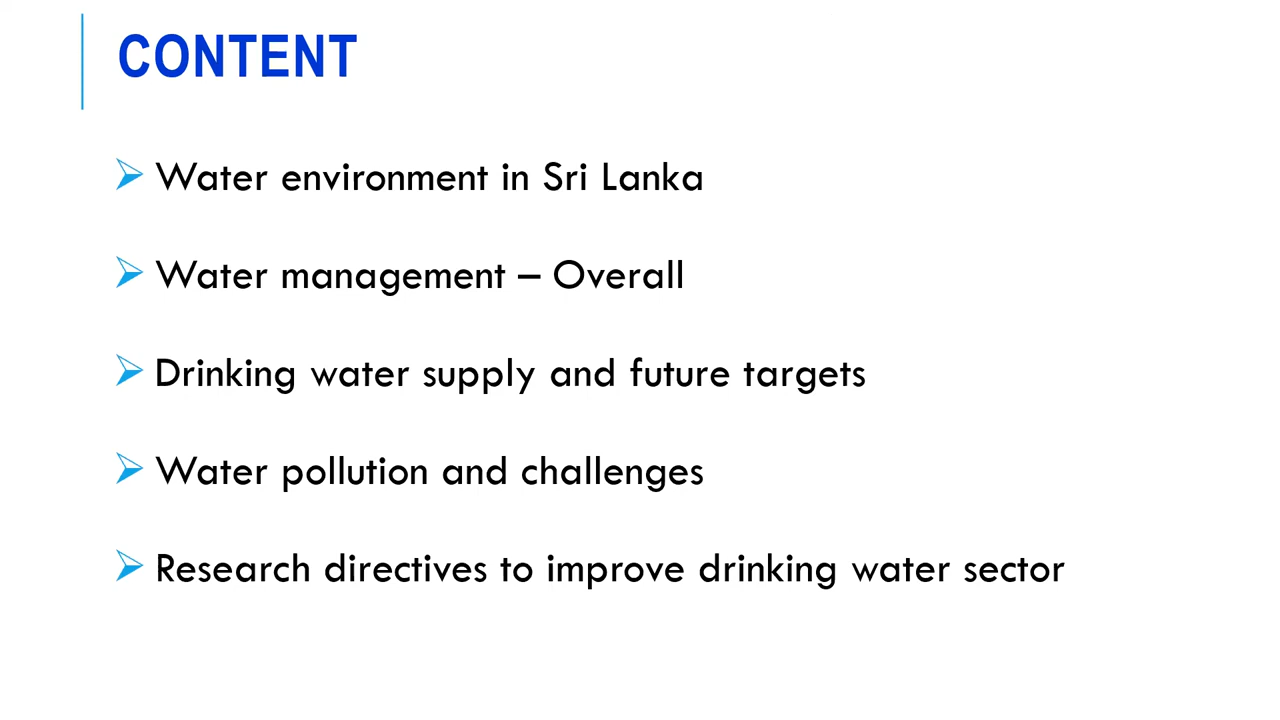 CONTENT
Water environment in Sri Lanka
Water management – Overall
Drinking water supply and future targets
Water pollution and challenges
Research directives to improve drinking water sector